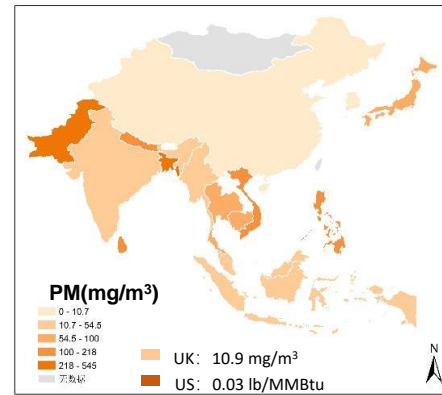 PM(mg/m³)
0 - 10.7
10.7 - 54.5
54.5 - 100
100 - 218
218 - 545
无数据
UK: 10.9 mg/m³
US: 0.03 lb/MMBtu
N